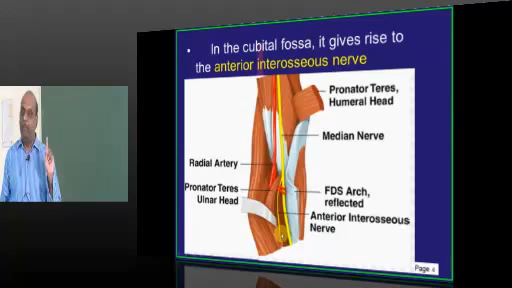 • In the cubital fossa, it gives rise to
the anterior interosseous nerve
Pronator Teres,
Humeral Head
Median Nerve
Radial Artery
Pronator Teres
Ulnar Head
FDS Arch,
reflected
Anterior Interosseous
Nerve
Page 4